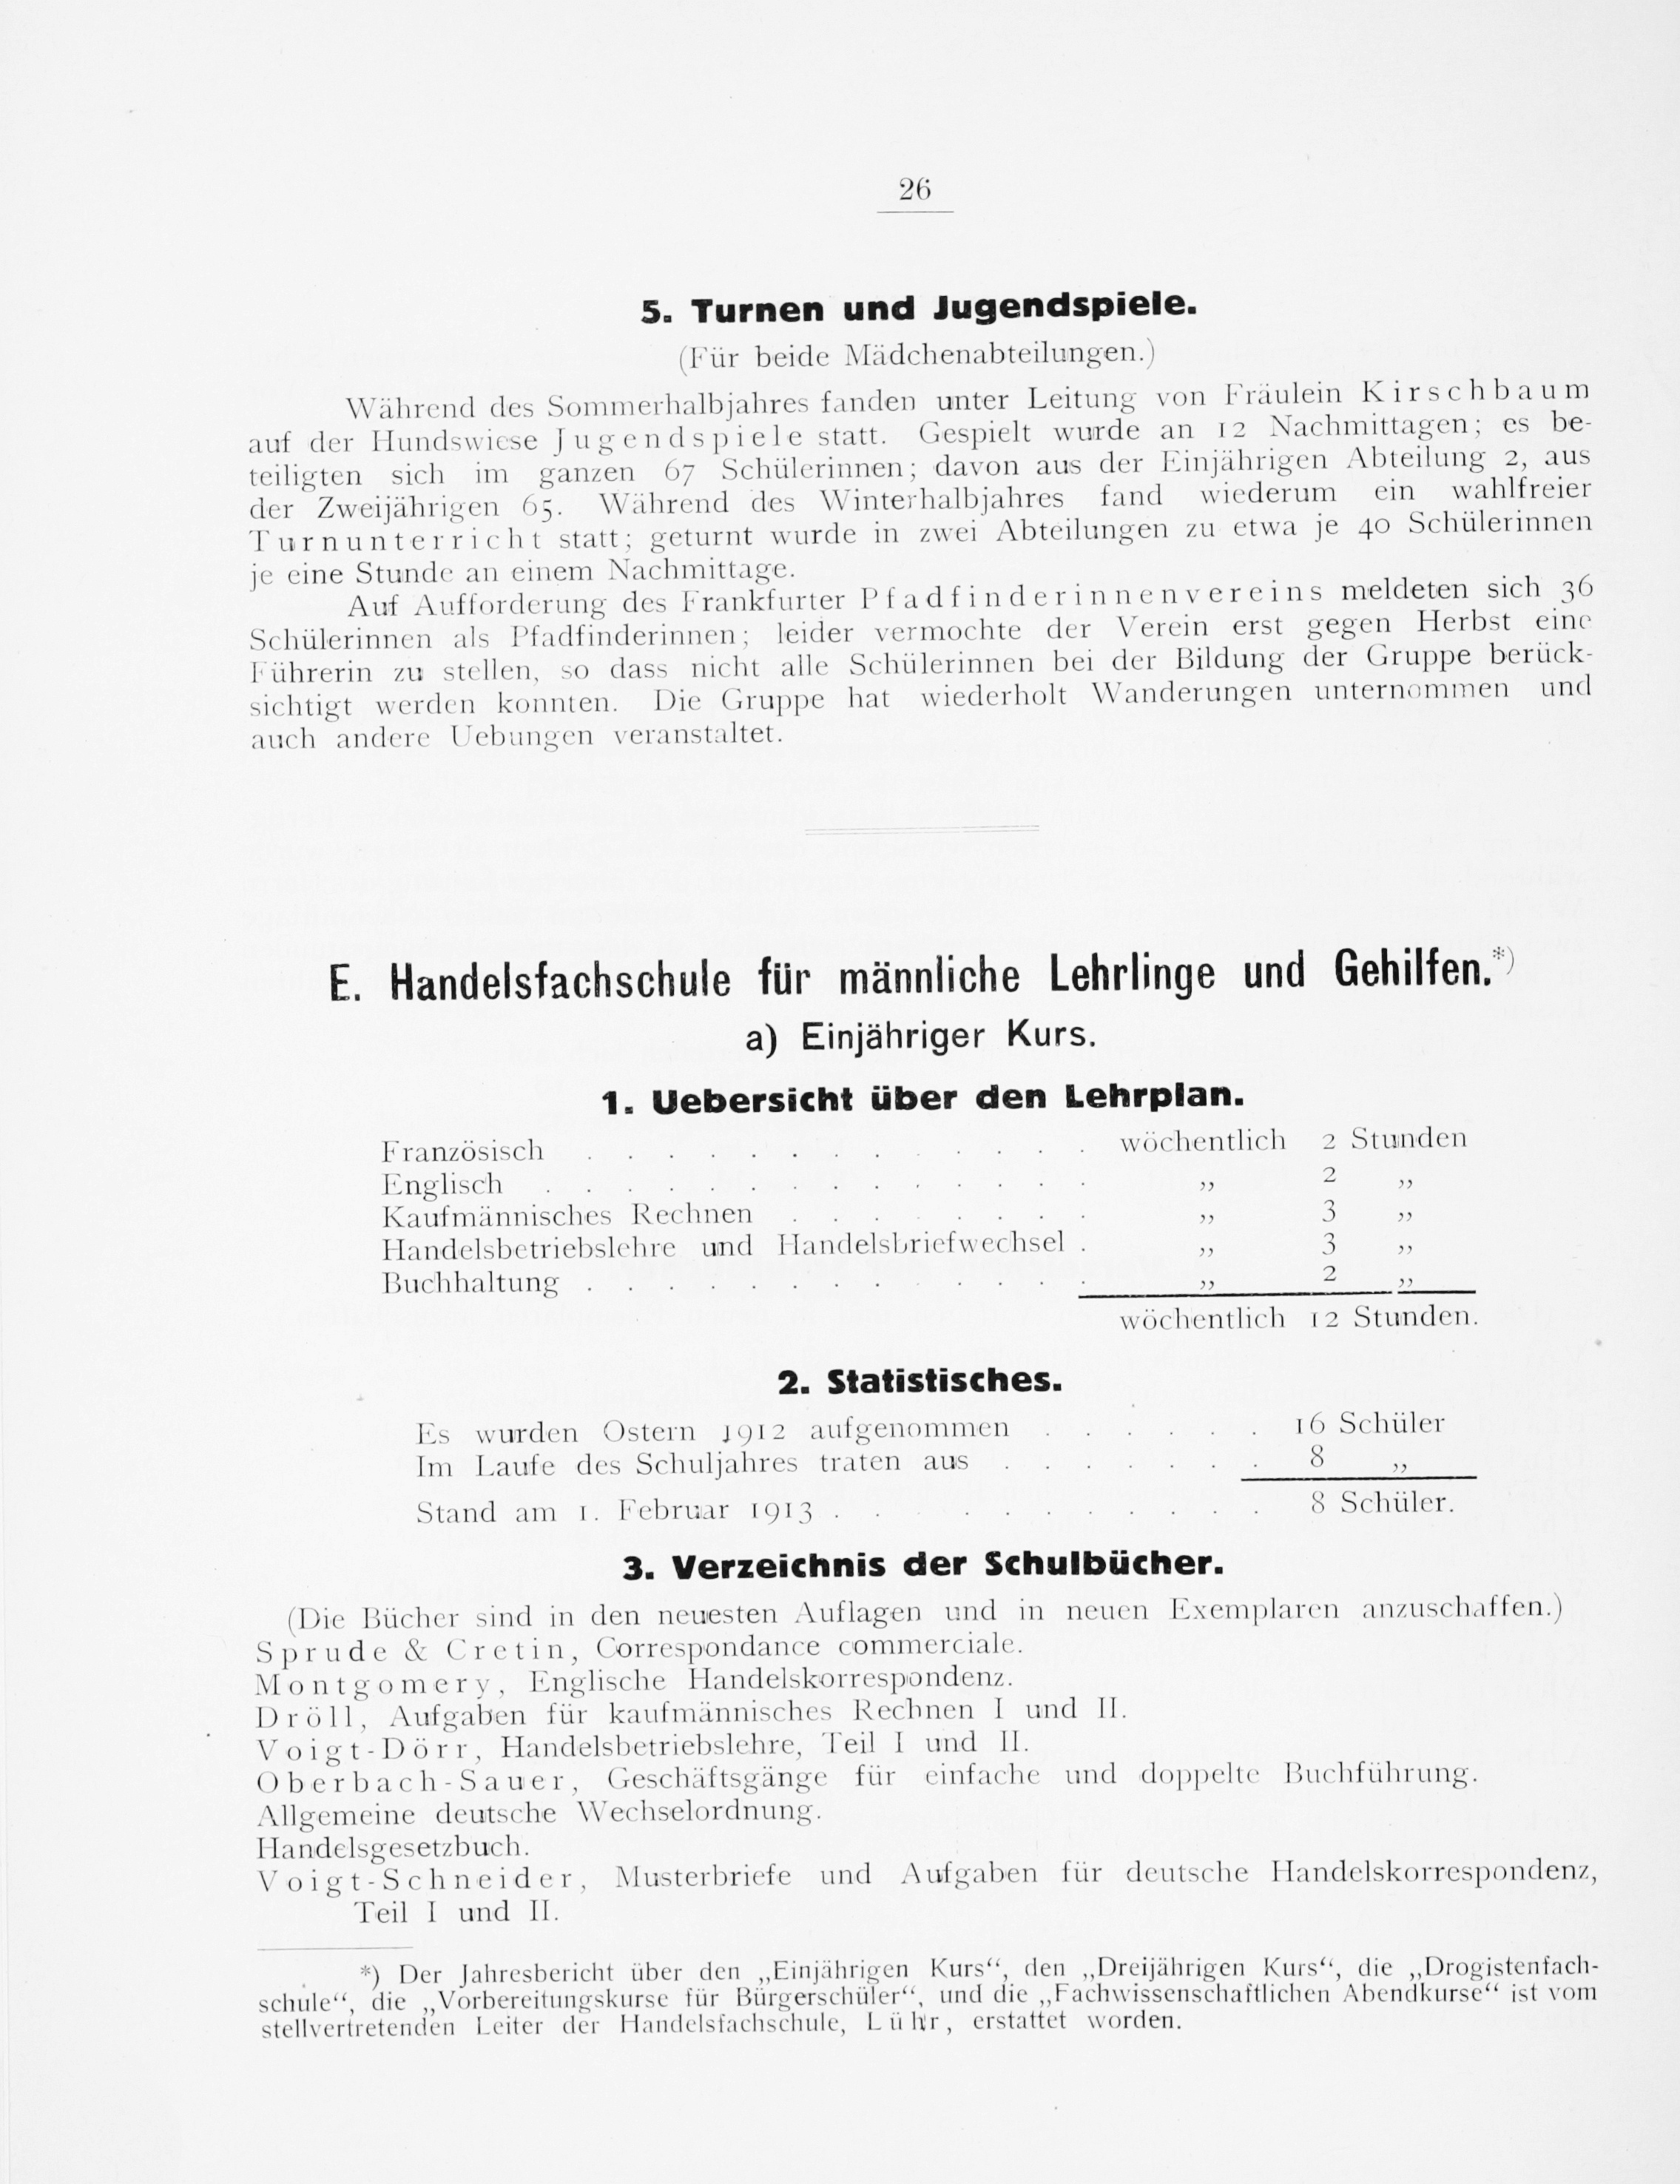 26
5. Turnen und Jugendspiele.
(Für beide Mädchenabteilungen.)
Während des Sommerhalbjahres fanden unter Leitung von Fräulein Kirschbaum
auf der Hundswiese Jugendspiele statt. Gespielt wurde an 12 Nachmittagen; es be-
teiligten sich im ganzen 67 Schülerinnen; davon aus der Einjährigen Abteilung 2, aus
der Zweijährigen 65. Während des Winterhalbjahres fand wiederum ein wahlfreier
Turnunterricht statt; geturnt wurde in zwei Abteilungen zu etwa je 40 Schülerinnen
je eine Stunde an einem Nachmittage.
Auf Aufforderung des Frankfurter Pfadfinderinnenvereins meldeten sich 36
Schülerinnen als Pfadfinderinnen; leider vermochte der Verein erst gegen Herbst eine
Führerin zu stellen, so dass nicht alle Schülerinnen bei der Bildung der Gruppe berück-
sichtigt werden konnten. Die Gruppe hat wiederholt Wanderungen unternommen und
auch andere Uebungen veranstaltet.
E. Handelsfachschule für männliche Lehrlinge und Gehilfen.*)
a) Einjähriger Kurs.
1. Uebersicht über den Lehrplan.
Französisch . . . . . . . . . . . . . wöchentlich 2 Stunden
Englisch . . . . . . . . . . . . . . „ 2 „
Kaufmännisches Rechnen . . . . . . . . „ 3 „
Handelsbetriebslehre und Handelsbriefwechsel . „ 3 „
Buchhaltung . . . . . . . . . . . . . „ 2 „
wöchentlich 12 Stunden.
2. Statistisches.
Es wurden Ostern 1912 aufgenommen . . . . . . 16 Schüler
Im Laufe des Schuljahres traten aus . . . . . . . 8 „
Stand am 1. Februar 1913 . . . . . . . . . . . 8 Schüler.
3. Verzeichnis der Schulbücher.
(Die Bücher sind in den neuesten Auflagen und in neuen Exemplaren anzuschaffen.)
Sprude & Cretin, Correspondance commerciale.
Montgomery, Englische Handelskorrespondenz.
Dröll, Aufgaben für kaufmännisches Rechnen I und II.
Voigt-Dörr, Handelsbetriebslehre, Teil I und II.
Oberbach-Sauer, Geschäftsgänge für einfache und doppelte Buchführung.
Allgemeine deutsche Wechselordnung.
Handelsgesetzbuch.
Voigt-Schneider, Musterbriefe und Aufgaben für deutsche Handelskorrespondenz,
Teil I und II.
*) Der Jahresbericht über den „Einjährigen Kurs“, den „Dreijährigen Kurs“, die „Drogistenfach-
schule“, die „Vorbereitungskurse für Bürgerschüler“, und die „Fachwissenschaftlichen Abendkurse“ ist vom
stellvertretenden Leiter der Handelsfachschule, Lühr, erstattet worden.